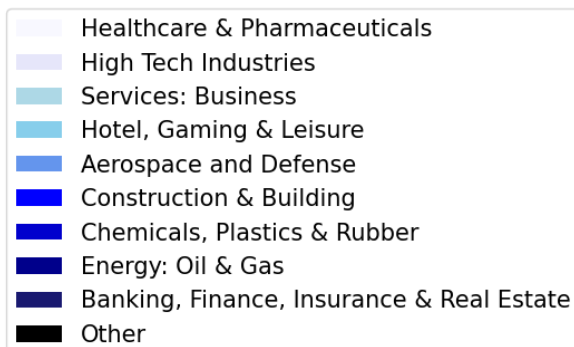 Healthcare & Pharmaceuticals
High Tech Industries
Services: Business
Hotel, Gaming & Leisure
Aerospace and Defense
Construction & Building
Chemicals, Plastics & Rubber
Energy: Oil & Gas
Banking, Finance, Insurance & Real Estate
Other